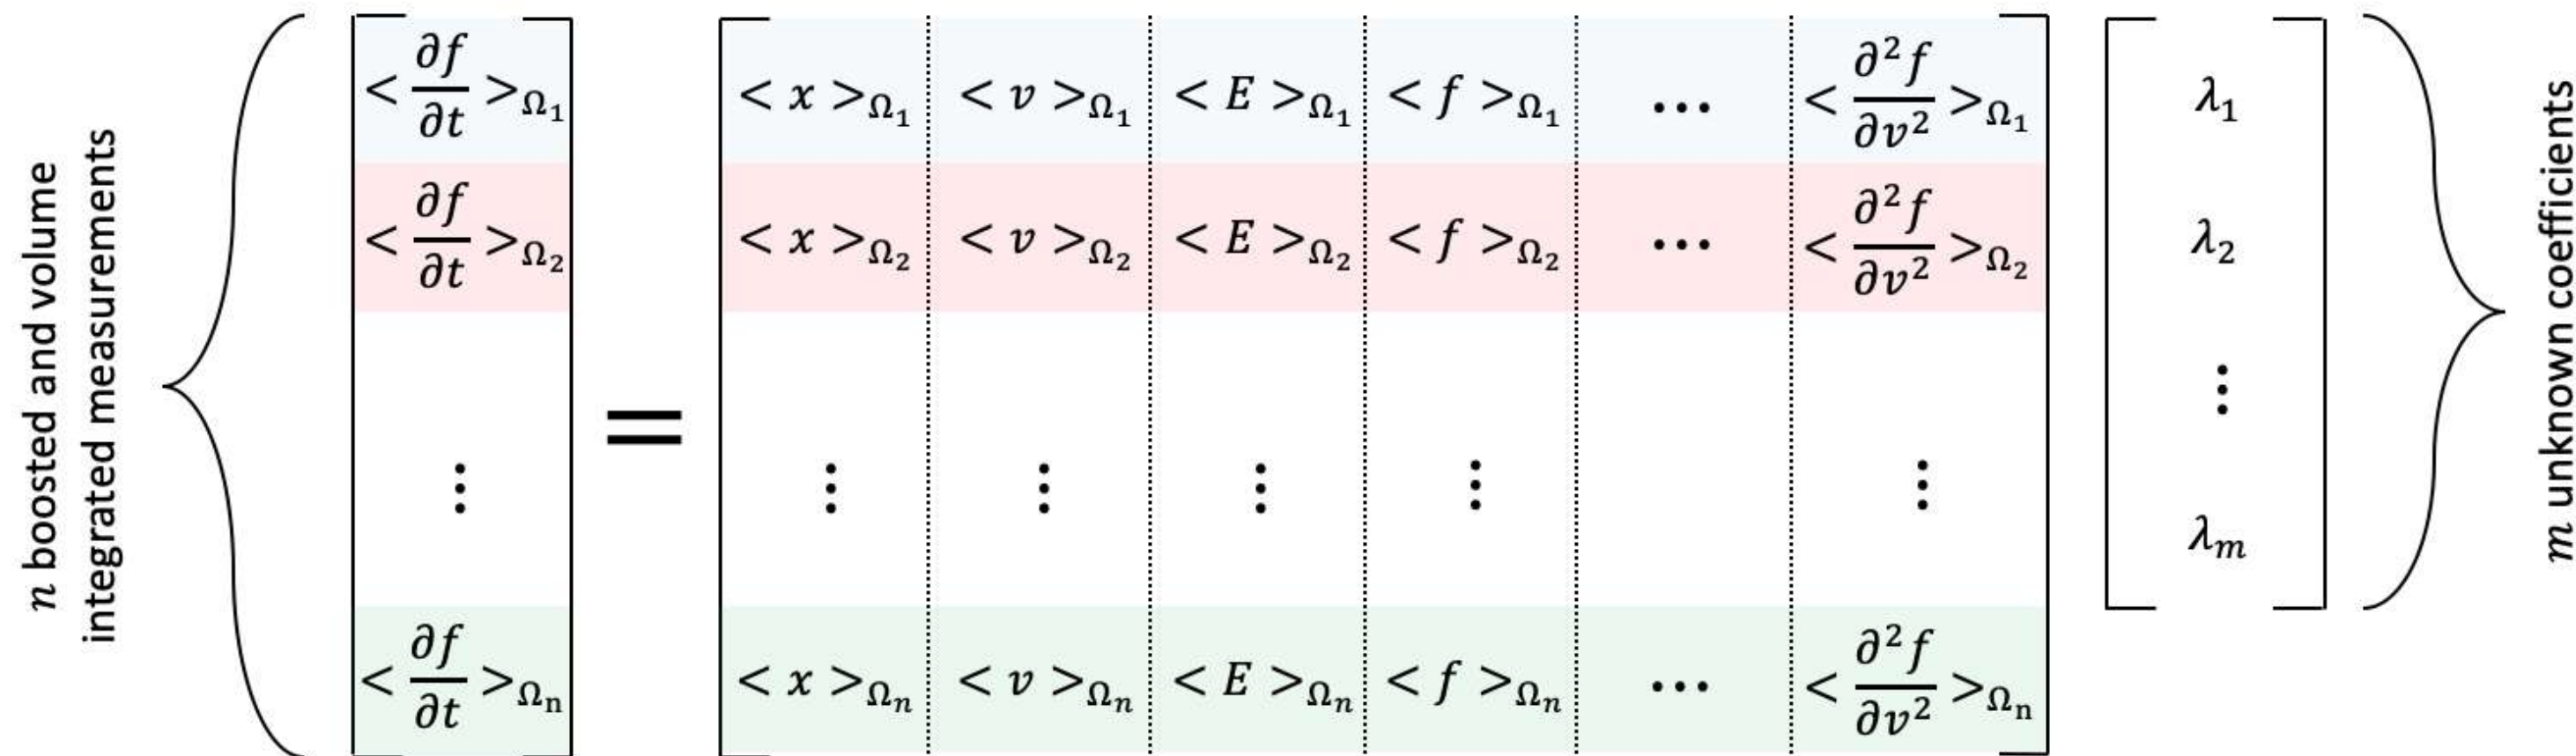 n boosted and volume
integrated measurements
< ∂f/∂t >Ω₁ < x >Ω₁ < v >Ω₁ < E >Ω₁ < f >Ω₁ ⋯ < ∂²f/∂v² >Ω₁ λ₁
< ∂f/∂t >Ω₂ < x >Ω₂ < v >Ω₂ < E >Ω₂ < f >Ω₂ ⋯ < ∂²f/∂v² >Ω₂ λ₂
⋮ = ⋮ ⋮ ⋮ ⋮ ⋮ ⋮
λₘ
< ∂f/∂t >Ωₙ < x >Ωₙ < v >Ωₙ < E >Ωₙ < f >Ωₙ ⋯ < ∂²f/∂v² >Ωₙ
m unknown coefficients